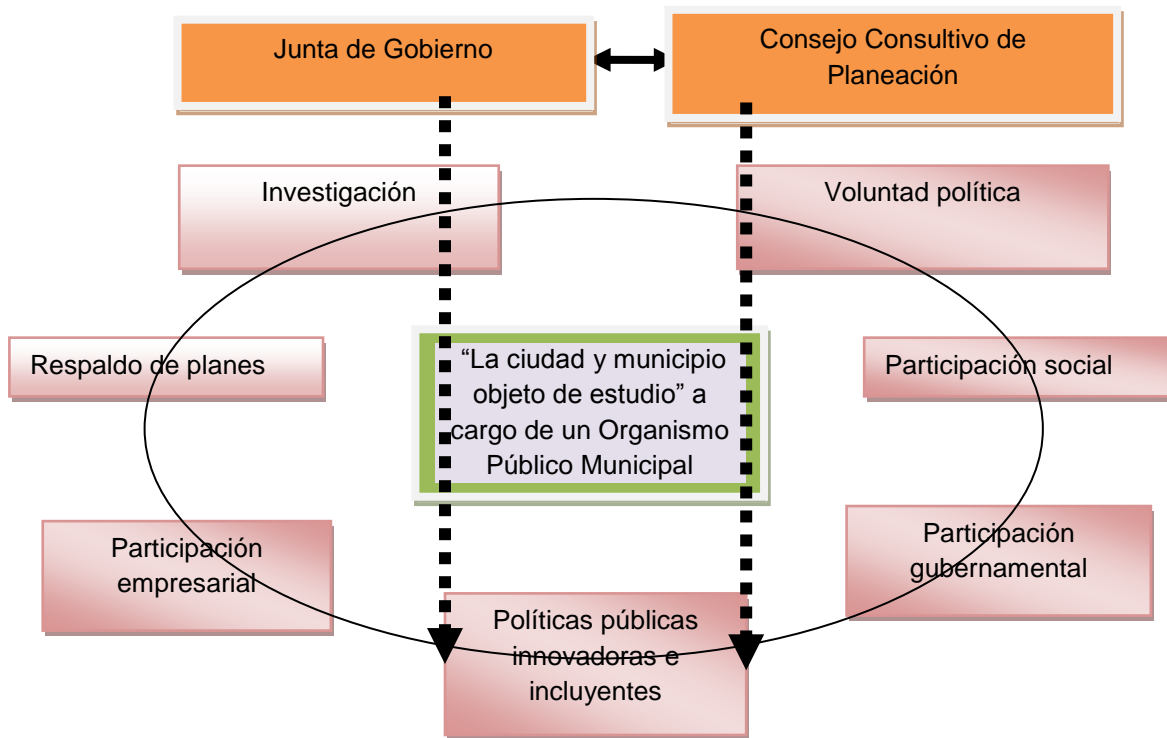 Junta de Gobierno
Consejo Consultivo de
Planeación
Investigación
Voluntad política
Respaldo de planes
“La ciudad y municipio
objeto de estudio” a
cargo de un Organismo
Público Municipal
Participación social
Participación
empresarial
Participación
gubernamental
Políticas públicas
innovadoras e
incluyentes